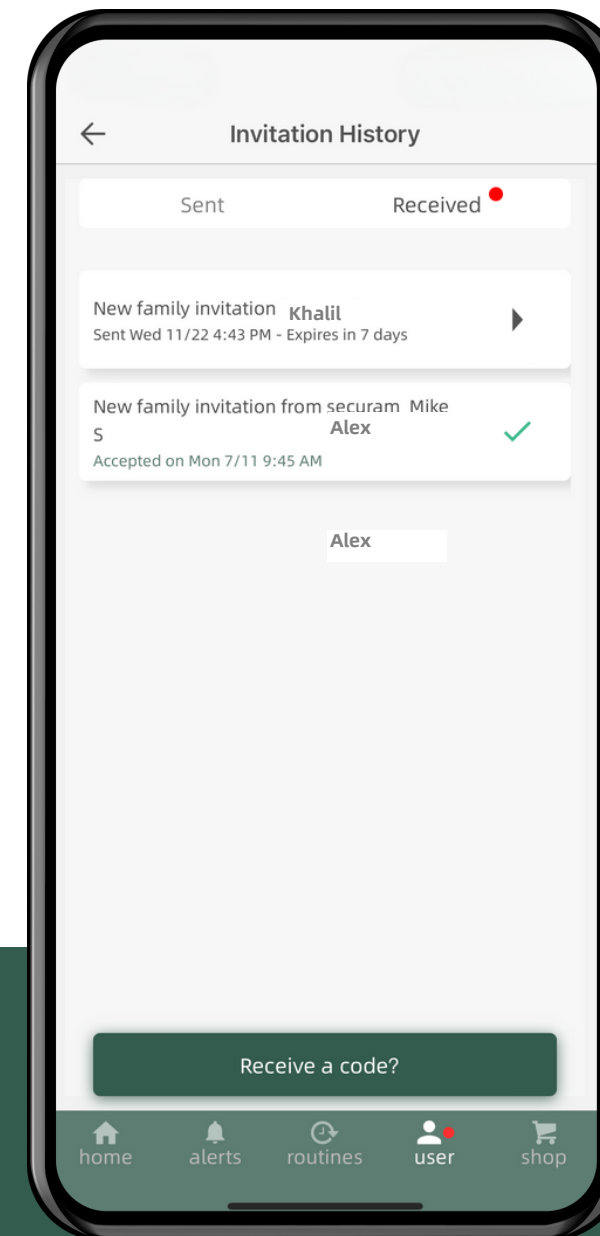 Invitation History
Sent Received
New family invitation Khalil
Sent Wed 11/22 4:43 PM - Expires in 7 days
New family invitation from securam Mike
S Alex
Accepted on Mon 7/11 9:45 AM
Alex
Receive a code?
home alerts routines user shop